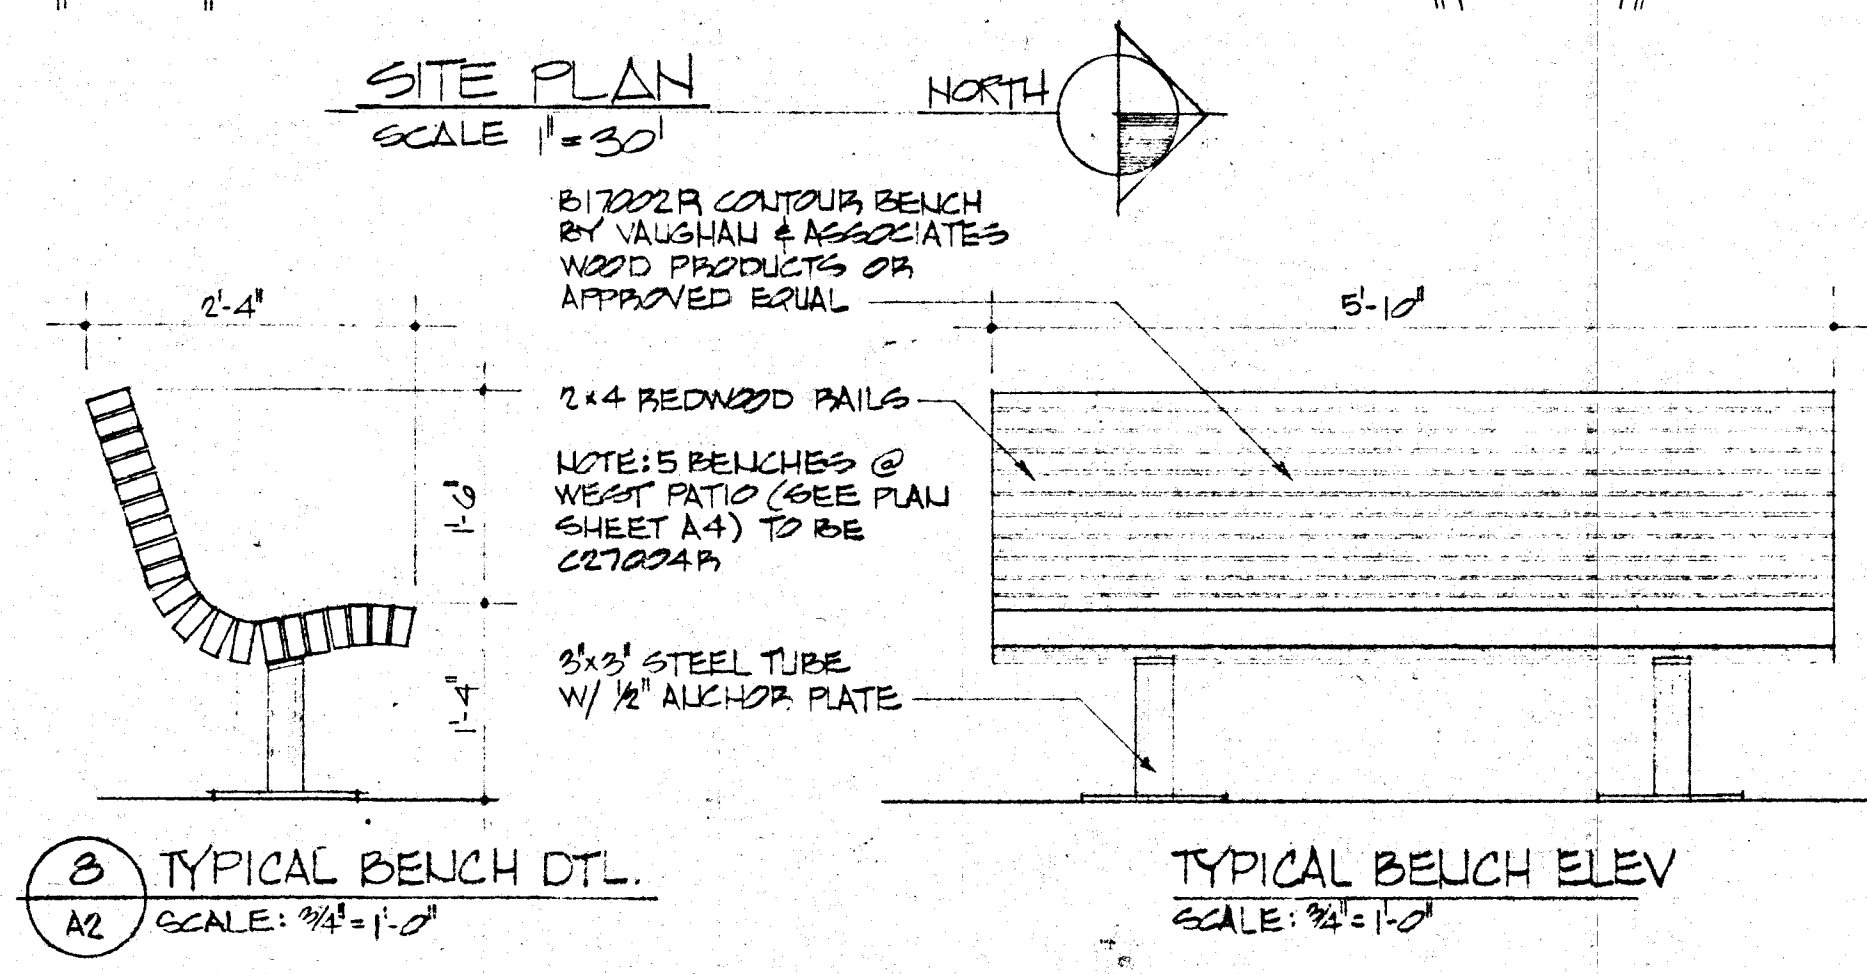 SITE PLAN
SCALE 1"=30'
NORTH
B17002R CONTOUR BENCH
BY VAUGHAN & ASSOCIATES
WOOD PRODUCTS OR
APPROVED EQUAL
2'-4"
5'-10"
2x4 REDWOOD RAILS
NOTE: 5 BENCHES @
WEST PATIO (SEE PLAN
SHEET A4) TO BE
C27004R
1'-6"
3"x3" STEEL TUBE
W/ 1/2" ANCHOR PLATE
1'-4"
8
A2
TYPICAL BENCH DTL.
SCALE: 3/4"=1'-0"
TYPICAL BENCH ELEV
SCALE: 3/4"=1'-0"